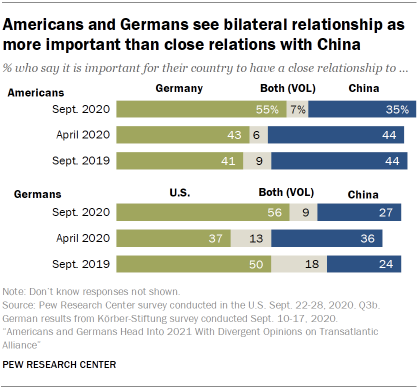 Americans and Germans see bilateral relationship as
more important than close relations with China
% who say it is important for their country to have a close relationship to ...
Americans Germany Both (VOL) China
Sept. 2020 55% 7% 35%
April 2020 43 6 44
Sept. 2019 41 9 44
Germans U.S. Both (VOL) China
Sept. 2020 56 9 27
April 2020 37 13 36
Sept. 2019 50 18 24
Note: Don't know responses not shown.
Source: Pew Research Center survey conducted in the U.S. Sept. 22-28, 2020, Q3b.
German results from Körber-Stiftung survey conducted Sept. 10-17, 2020.
"Americans and Germans Head Into 2021 With Divergent Opinions on Transatlantic
Alliance"
PEW RESEARCH CENTER